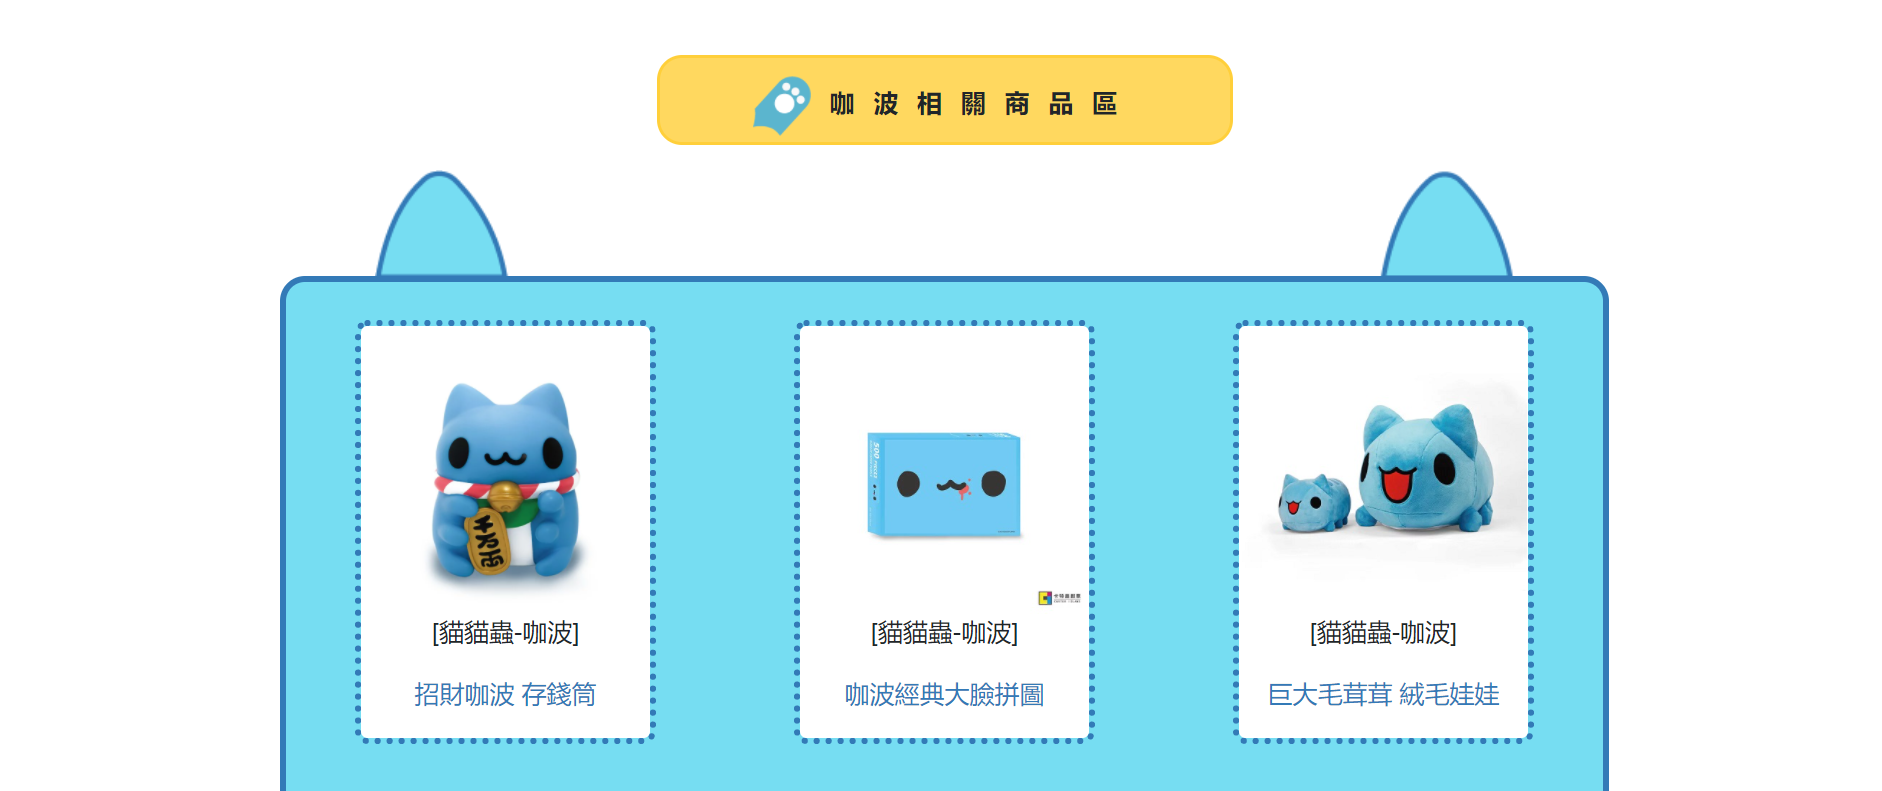 咖波相關商品區
500 PIECES
[貓貓蟲-咖波]
招財咖波 存錢筒
[貓貓蟲-咖波]
咖波經典大臉拼圖
[貓貓蟲-咖波]
巨大毛茸茸 絨毛娃娃